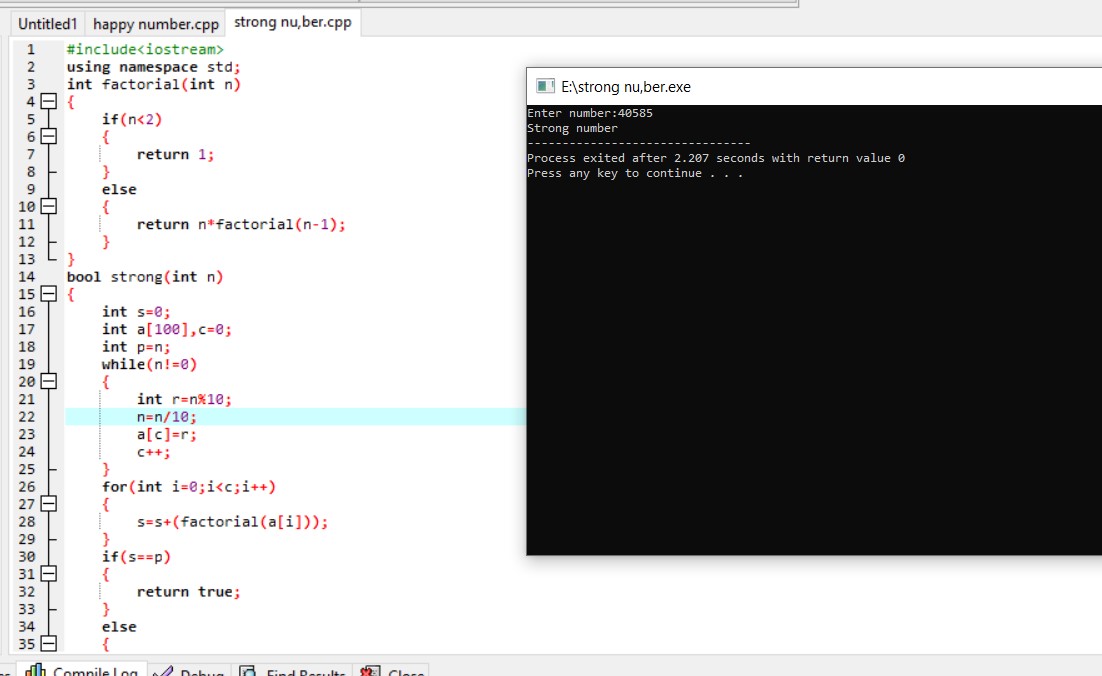 Untitled1 happy number.cpp strong nu,ber.cpp
1 #include<iostream>
2 using namespace std;
3 int factorial(int n)
4 {
5 if(n<2)
6 {
7 return 1;
8 }
9 else
10 {
11 return n*factorial(n-1);
12 }
13 }
14 bool strong(int n)
15 {
16 int s=0;
17 int a[100],c=0;
18 int p=n;
19 while(n!=0)
20 {
21 int r=n%10;
22 n=n/10;
23 a[c]=r;
24 c++;
25 }
26 for(int i=0;i<c;i++)
27 {
28 s=s+(factorial(a[i]));
29 }
30 if(s==p)
31 {
32 return true;
33 }
34 else
35 {
E:\strong nu,ber.exe
Enter number:40585
Strong number
--------------------------------
Process exited after 2.207 seconds with return value 0
Press any key to continue . . .
Compile Log Debug Find Results Close